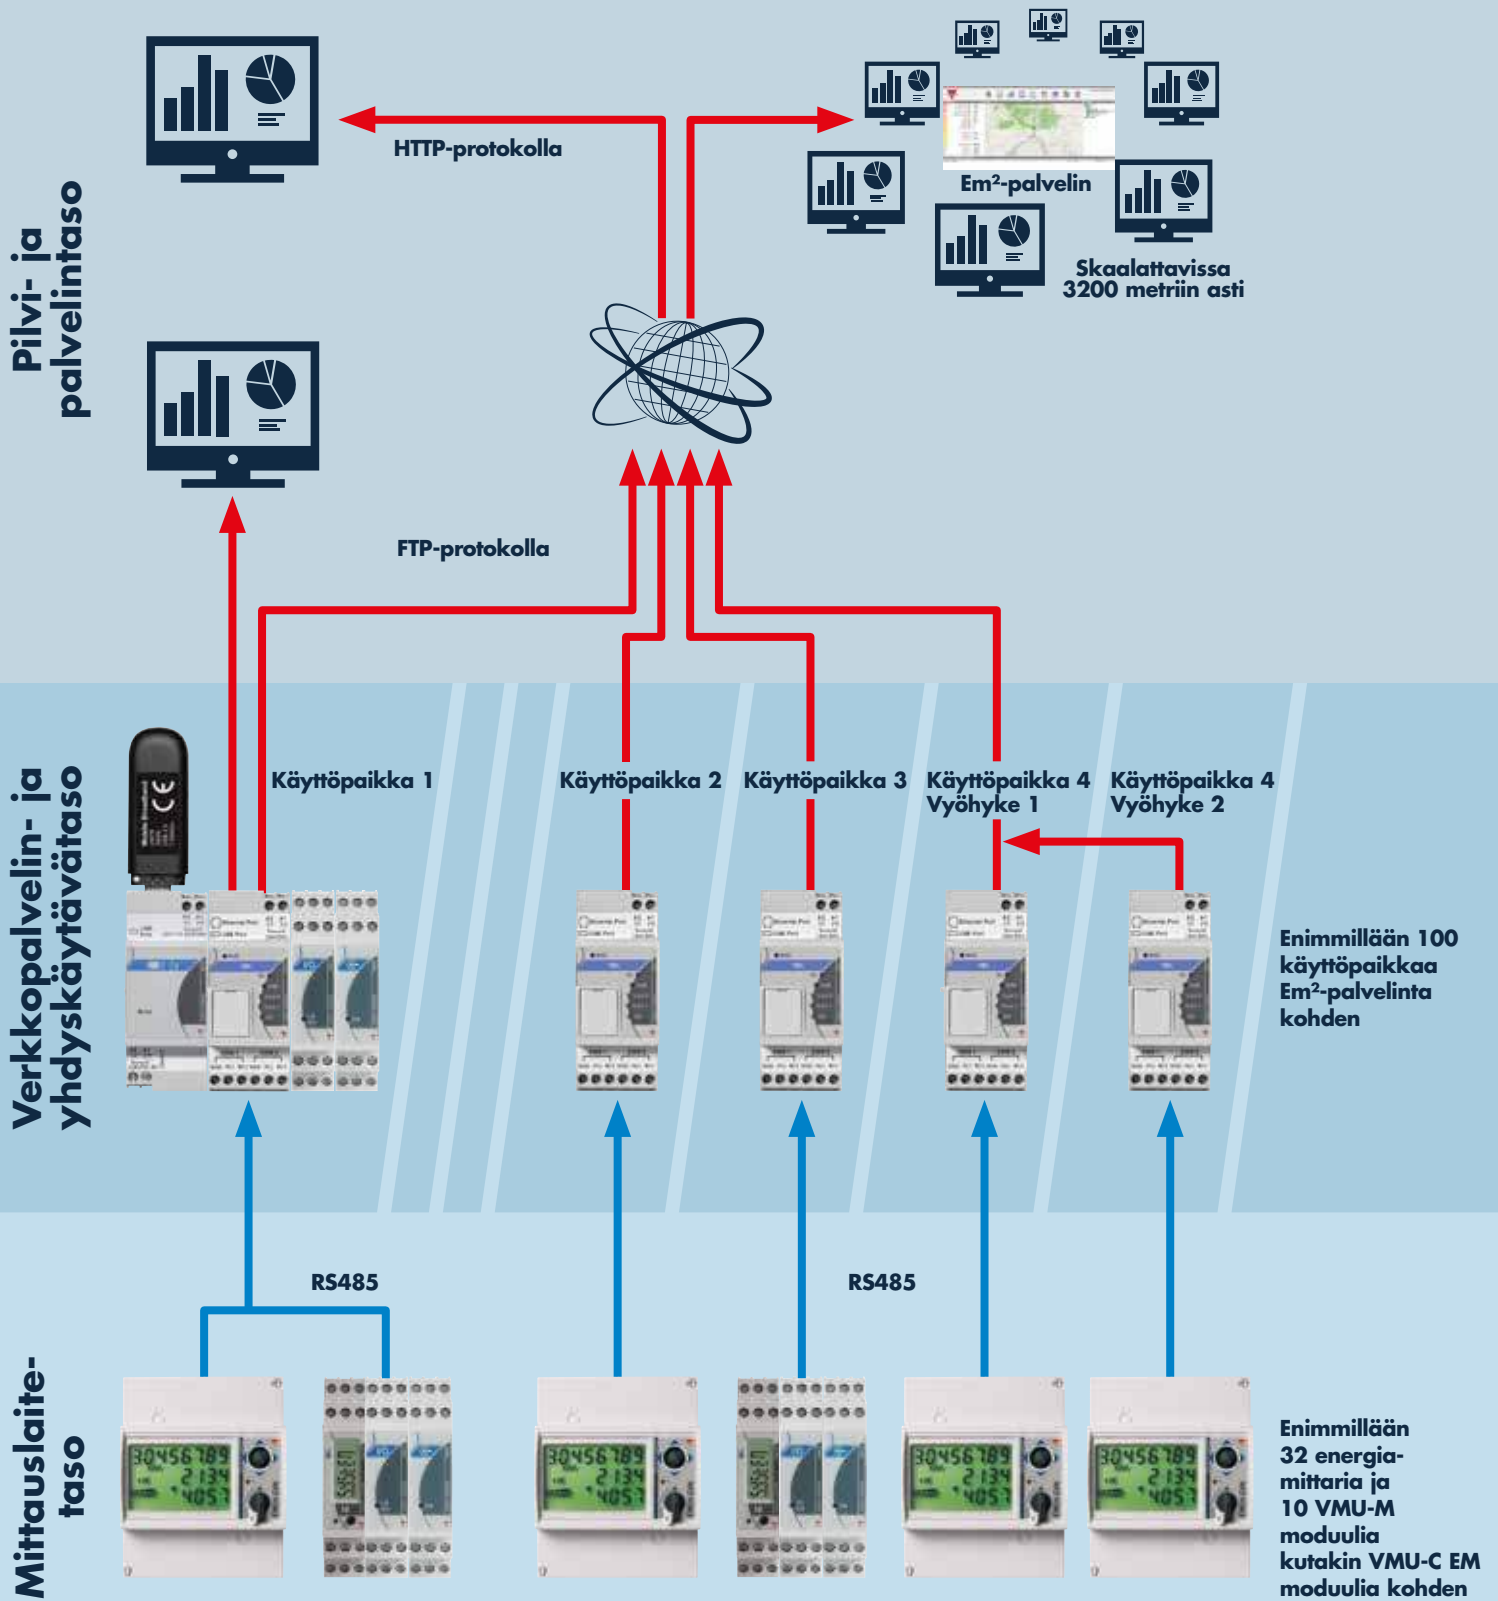 Pilvi- ja
palvelintaso
HTTP-protokolla
Em²-palvelin
Skaalattavissa
3200 metriin asti
FTP-protokolla
Verkkopalvelin- ja
yhdyskäytävätaso
Käyttöpaikka 1
Käyttöpaikka 2
Käyttöpaikka 3
Käyttöpaikka 4
Vyöhyke 1
Käyttöpaikka 4
Vyöhyke 2
Enimmillään 100
käyttöpaikkaa
Em²-palvelinta
kohden
RS485
RS485
Mittauslaite-
taso
Enimmillään
32 energia-
mittaria ja
10 VMU-M
moduulia
kutakin VMU-C EM
moduulia kohden